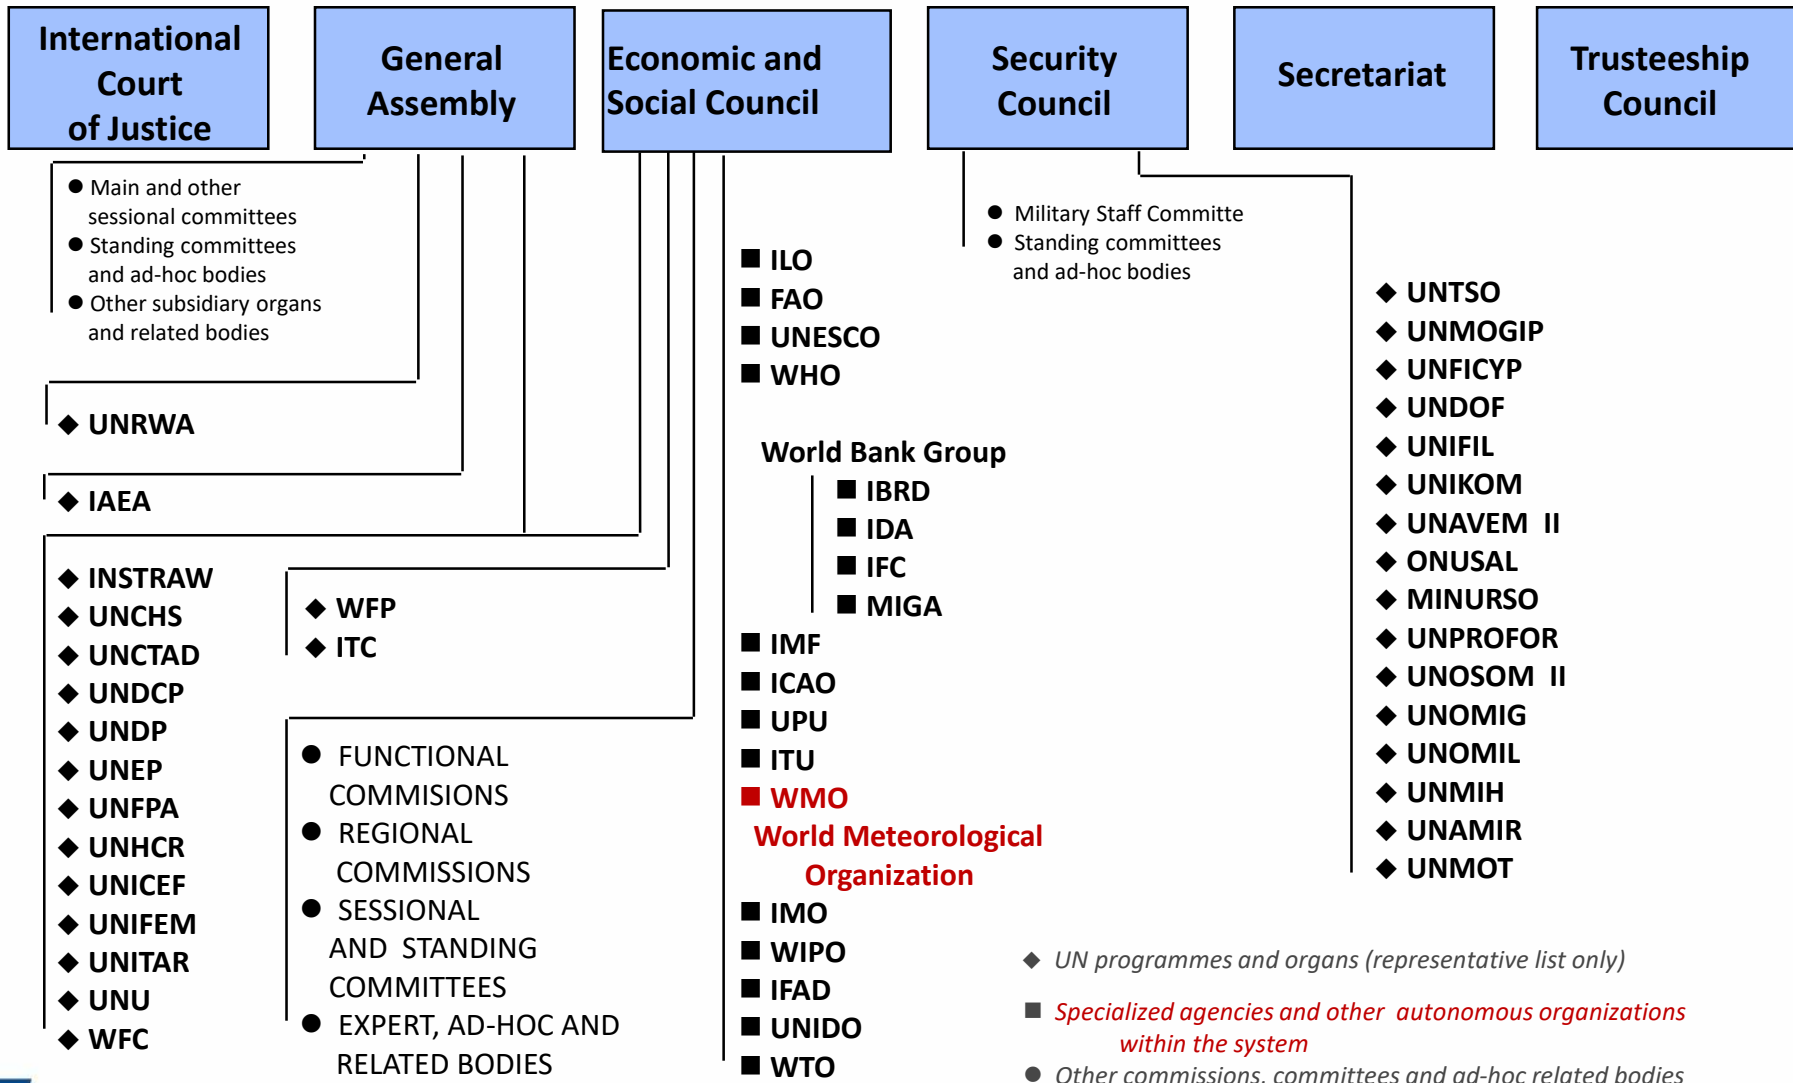 International
Court
of Justice
General
Assembly
Economic and
Social Council
Security
Council
Secretariat
Trusteeship
Council
● Main and other
sessional committees
● Standing committees
and ad-hoc bodies
● Other subsidiary organs
and related bodies
◆ UNRWA
◆ IAEA
◆ INSTRAW
◆ UNCHS
◆ UNCTAD
◆ UNDCP
◆ UNDP
◆ UNEP
◆ UNFPA
◆ UNHCR
◆ UNICEF
◆ UNIFEM
◆ UNITAR
◆ UNU
◆ WFC
◆ WFP
◆ ITC
● FUNCTIONAL
COMMISIONS
● REGIONAL
COMMISSIONS
● SESSIONAL
AND STANDING
COMMITTEES
● EXPERT, AD-HOC AND
RELATED BODIES
■ ILO
■ FAO
■ UNESCO
■ WHO
World Bank Group
■ IBRD
■ IDA
■ IFC
■ MIGA
■ IMF
■ ICAO
■ UPU
■ ITU
■ WMO
World Meteorological
Organization
■ IMO
■ WIPO
■ IFAD
■ UNIDO
■ WTO
● Military Staff Committe
● Standing committees
and ad-hoc bodies
◆ UNTSO
◆ UNMOGIP
◆ UNFICYP
◆ UNDOF
◆ UNIFIL
◆ UNIKOM
◆ UNAVEM II
◆ ONUSAL
◆ MINURSO
◆ UNPROFOR
◆ UNOSOM II
◆ UNOMIG
◆ UNOMIL
◆ UNMIH
◆ UNAMIR
◆ UNMOT
◆ UN programmes and organs (representative list only)
■ Specialized agencies and other autonomous organizations
within the system
● Other commissions, committees and ad-hoc related bodies